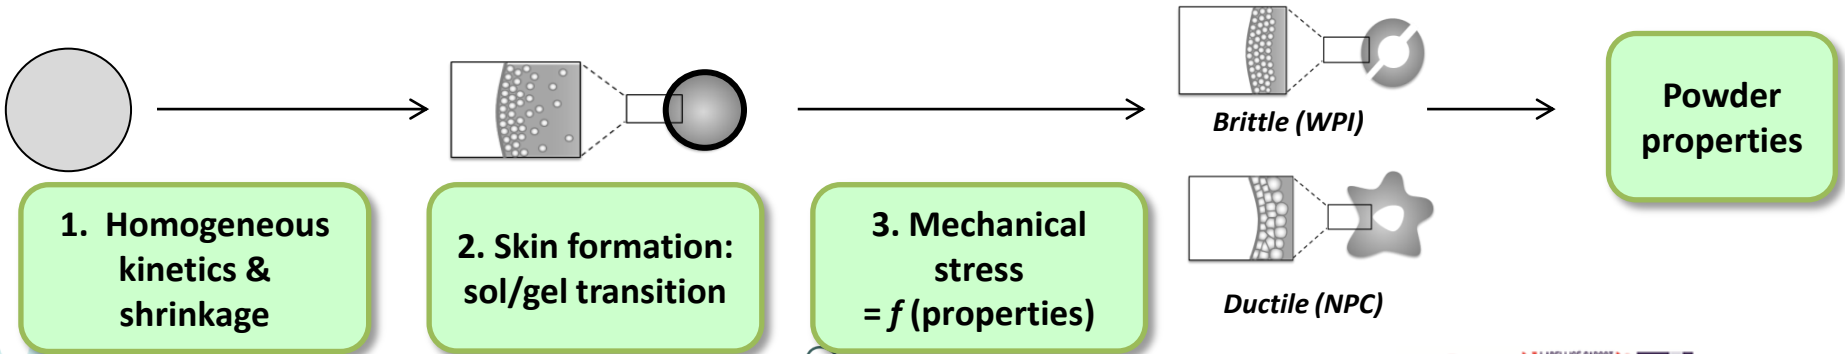 Brittle (WPI)
Powder
properties
1. Homogeneous
kinetics &
shrinkage
2. Skin formation:
sol/gel transition
3. Mechanical
stress
= f (properties)
Ductile (NPC)